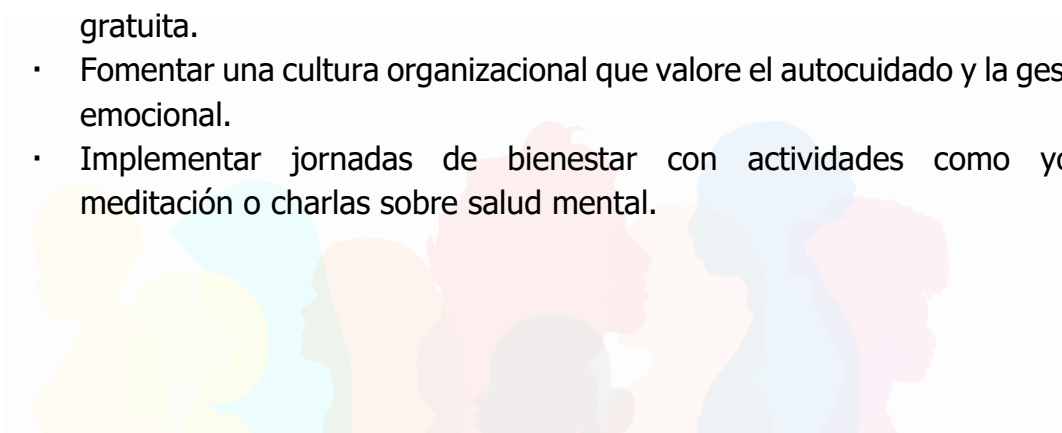 gratuita.
· Fomentar una cultura organizacional que valore el autocuidado y la ges
emocional.
· Implementar jornadas de bienestar con actividades como yo
meditación o charlas sobre salud mental.